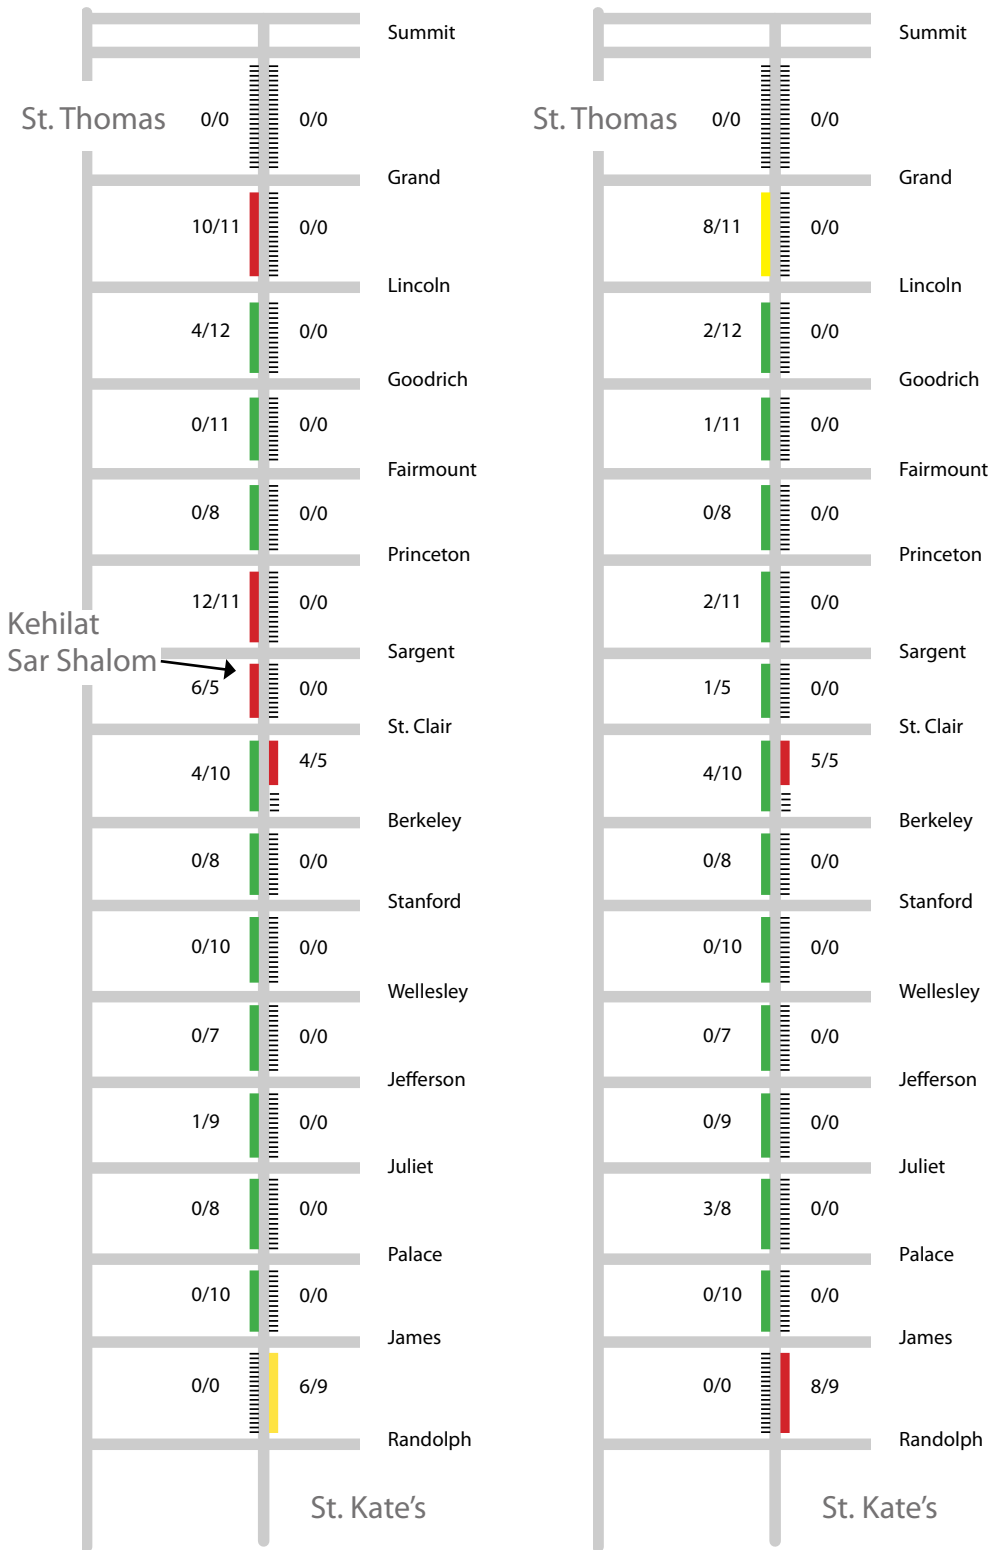 Summit
St. Thomas 0/0 0/0
Grand
10/11 0/0
Lincoln
4/12 0/0
Goodrich
0/11 0/0
Fairmount
0/8 0/0
Princeton
12/11 0/0
Kehilat
Sar Shalom
Sargent
6/5 0/0
St. Clair
4/10 4/5
Berkeley
0/8 0/0
Stanford
0/10 0/0
Wellesley
0/7 0/0
Jefferson
1/9 0/0
Juliet
0/8 0/0
Palace
0/10 0/0
James
0/0 6/9
Randolph
St. Kate's
Summit
St. Thomas 0/0 0/0
Grand
8/11 0/0
Lincoln
2/12 0/0
Goodrich
1/11 0/0
Fairmount
0/8 0/0
Princeton
2/11 0/0
Sargent
1/5 0/0
St. Clair
4/10 5/5
Berkeley
0/8 0/0
Stanford
0/10 0/0
Wellesley
0/7 0/0
Jefferson
0/9 0/0
Juliet
3/8 0/0
Palace
0/10 0/0
James
0/0 8/9
Randolph
St. Kate's